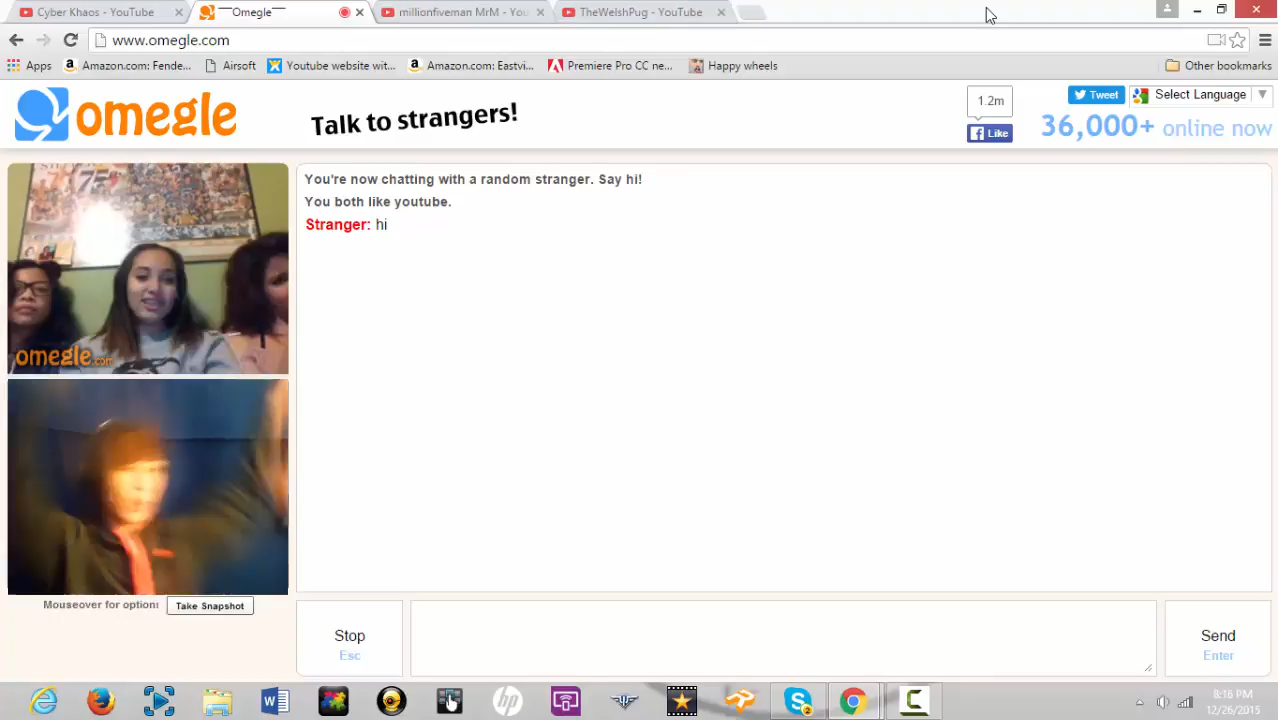 Cyber Khaos - YouTube
Omegle
millionfiveman MrM - You
TheWelshPug - YouTube
www.omegle.com
Apps
Amazon.com: Fende...
Airsoft
Youtube website wit...
Amazon.com: Eastvi...
Premiere Pro CC ne...
Happy wheels
Other bookmarks
omegle
Talk to strangers!
1.2m
Like
Tweet
Select Language
36,000+ online now
You're now chatting with a random stranger. Say hi!
You both like youtube.
Stranger: hi
omegle.com
Mouseover for option:
Take Snapshot
Stop
Esc
Send
Enter
8:16 PM
12/26/2015